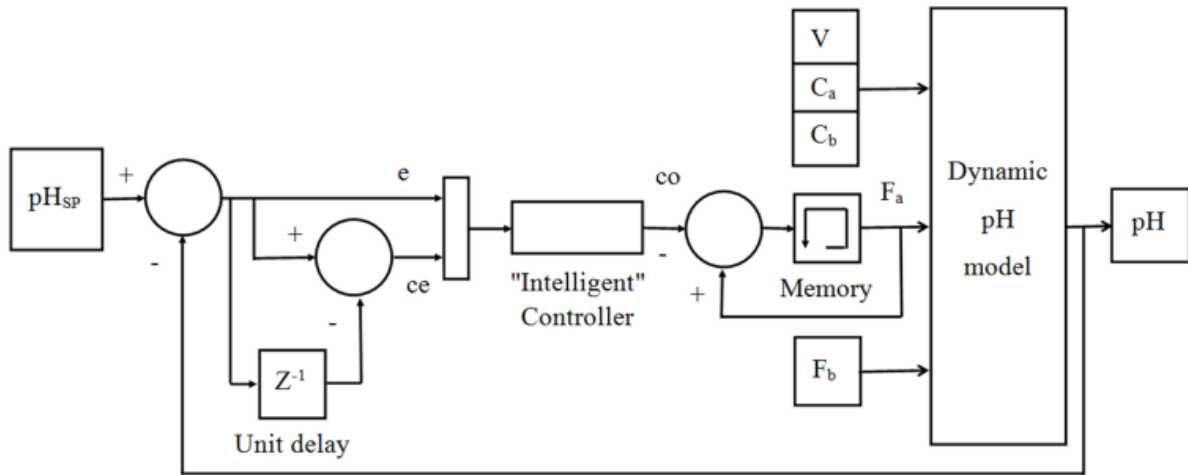 V
C_a
C_b
pH_SP
+
-
e
+
ce
-
Z^-1
Unit delay
"Intelligent"
Controller
co
-
+
Memory
F_a
F_b
Dynamic
pH
model
pH